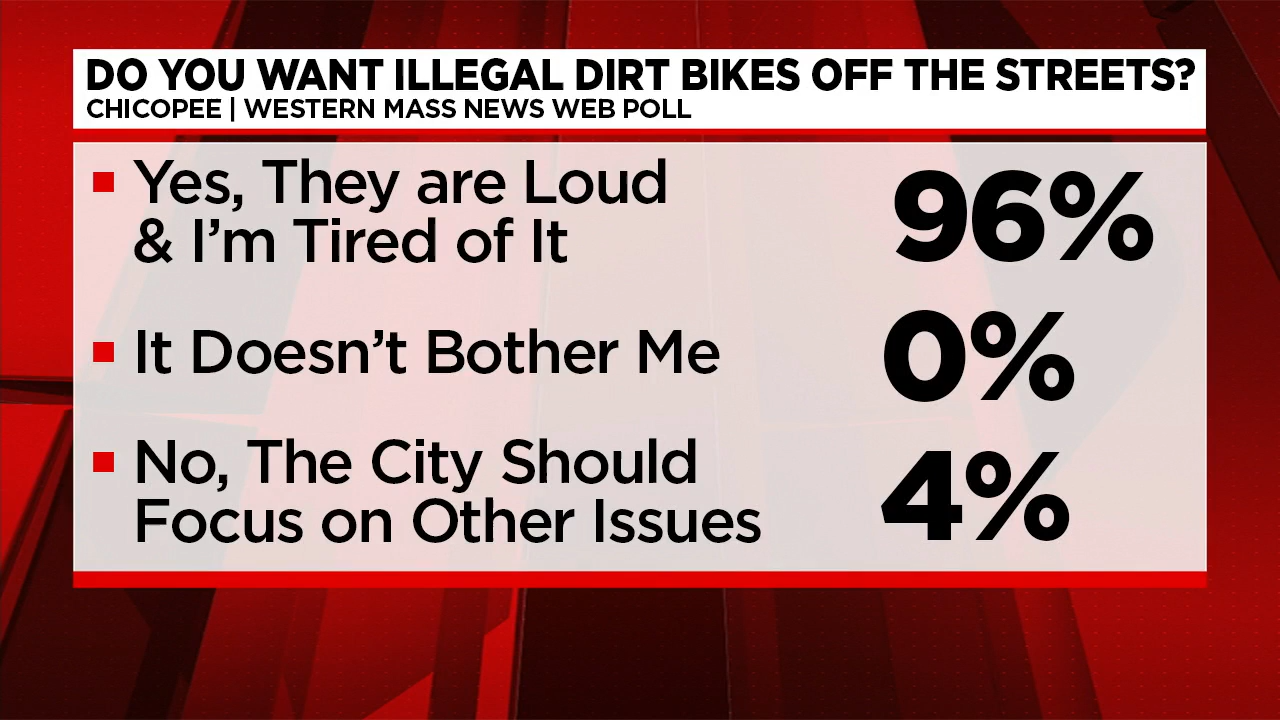 DO YOU WANT ILLEGAL DIRT BIKES OFF THE STREETS?
CHICOPEE | WESTERN MASS NEWS WEB POLL
Yes, They are Loud
& I'm Tired of It
96%
It Doesn't Bother Me
0%
No, The City Should
Focus on Other Issues
4%